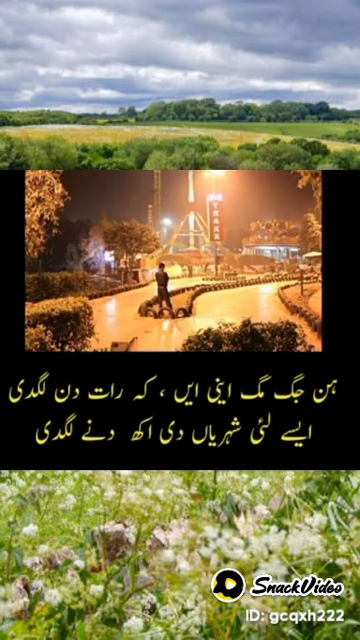 TRAXX
ہن جگ مگ اینی ایں ، کہ رات دن لگدی
ایسے لئی شہریاں دی اکھ دنے لگدی
SnackVideo
ID: gcqxh222